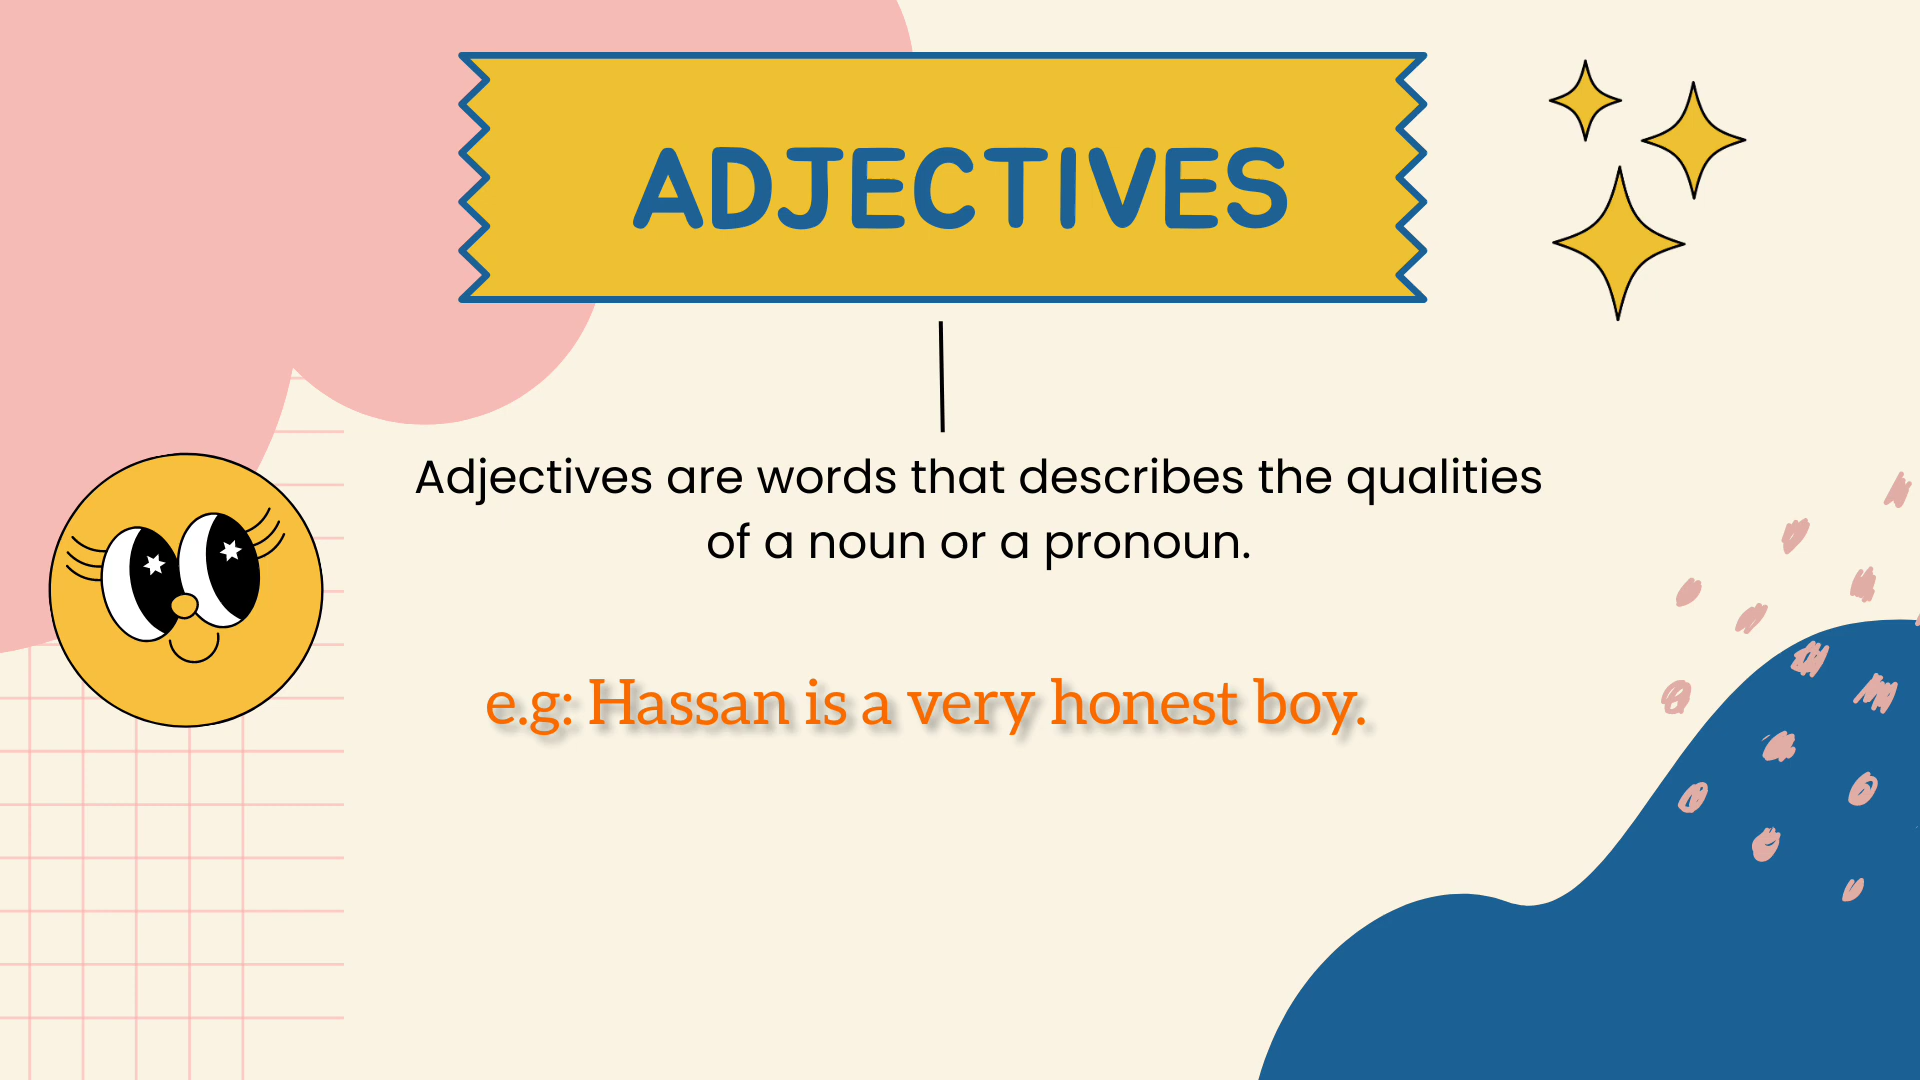 ADJECTIVES
Adjectives are words that describes the qualities
of a noun or a pronoun.
e.g: Hassan is a very honest boy.